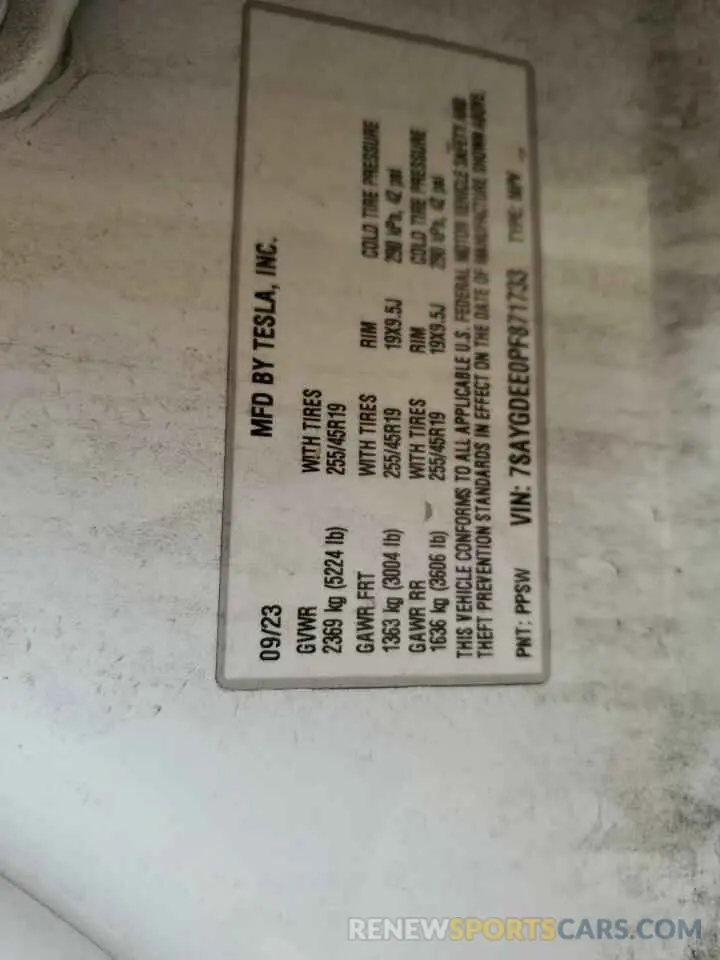 09/23 MFD BY TESLA, INC.
GVWR WITH TIRES
2369 kg (5224 lb) 255/45R19
GAWR FRT WITH TIRES RIM COLD TIRE PRESSURE
1363 kg (3004 lb) 255/45R19 19X9.5J 290 kPa, 42 psi
GAWR RR WITH TIRES RIM COLD TIRE PRESSURE
1636 kg (3606 lb) 255/45R19 19X9.5J 290 kPa, 42 psi
THIS VEHICLE CONFORMS TO ALL APPLICABLE U.S. FEDERAL MOTOR VEHICLE SAFETY AND
THEFT PREVENTION STANDARDS IN EFFECT ON THE DATE OF MANUFACTURE SHOWN ABOVE.
PNT: PPSW VIN: 7SAYGDEE0PF871733 TYPE: MPV
RENEWSPORTSCARS.COM